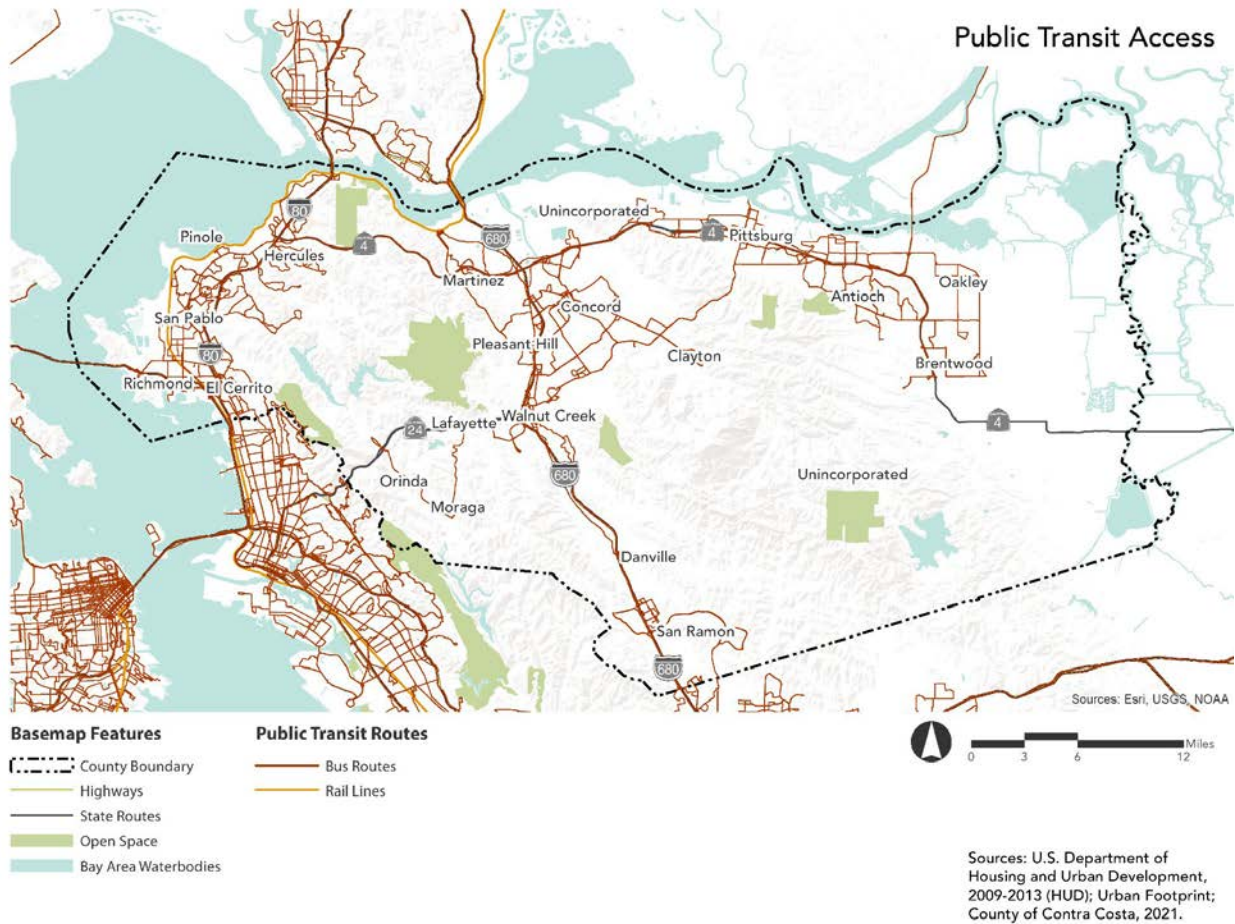 Public Transit Access
80
Unincorporated
Pinole
680
4
Pittsburg
Hercules
4
Martinez
Oakley
Antioch
Concord
San Pablo
Pleasant Hill
80
Clayton
Brentwood
Richmond
El Cerrito
Walnut Creek
Lafayette
24
4
680
Unincorporated
Orinda
Moraga
Danville
San Ramon
680
Sources: Esri, USGS, NOAA
Basemap Features
County Boundary
Highways
State Routes
Open Space
Bay Area Waterbodies
Public Transit Routes
Bus Routes
Rail Lines
Miles
0 3 6 12
Sources: U.S. Department of
Housing and Urban Development,
2009-2013 (HUD); Urban Footprint;
County of Contra Costa, 2021.